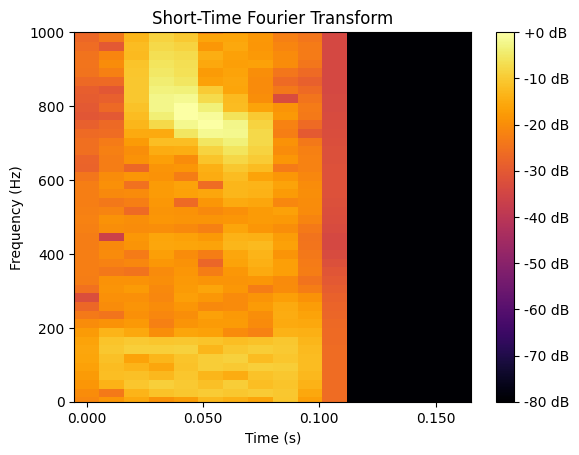 Short-Time Fourier Transform
1000
800
600
400
200
0
Frequency (Hz)
0.000
0.050
0.100
0.150
Time (s)
+0 dB
-10 dB
-20 dB
-30 dB
-40 dB
-50 dB
-60 dB
-70 dB
-80 dB